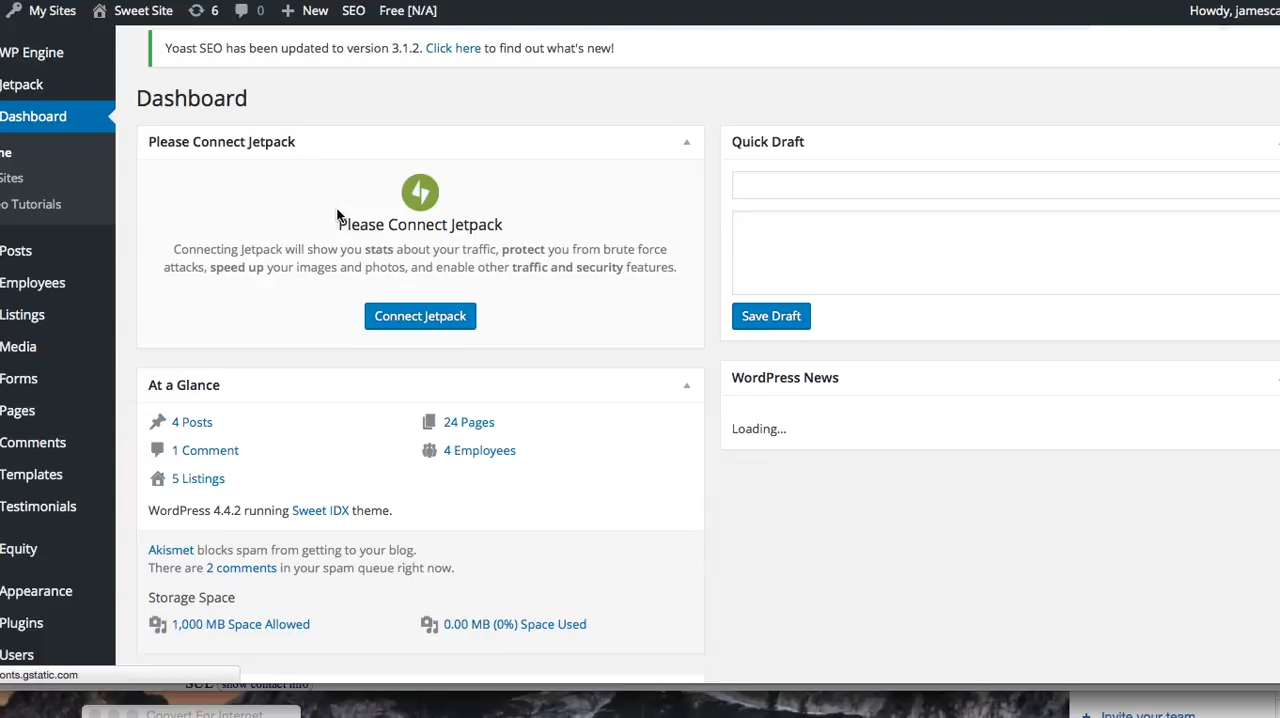 My Sites Sweet Site 6 0 New SEO Free [N/A] Howdy, jamesca
WP Engine
Jetpack
Dashboard
me
Sites
eo Tutorials
Posts
Employees
Listings
Media
Forms
Pages
Comments
Templates
Testimonials
Equity
Appearance
Plugins
Users
Yoast SEO has been updated to version 3.1.2. Click here to find out what's new!
Dashboard
Please Connect Jetpack
Please Connect Jetpack
Connecting Jetpack will show you stats about your traffic, protect you from brute force
attacks, speed up your images and photos, and enable other traffic and security features.
Connect Jetpack
At a Glance
4 Posts 24 Pages
1 Comment 4 Employees
5 Listings
WordPress 4.4.2 running Sweet IDX theme.
Akismet blocks spam from getting to your blog.
There are 2 comments in your spam queue right now.
Storage Space
1,000 MB Space Allowed 0.00 MB (0%) Space Used
Quick Draft
Save Draft
WordPress News
Loading...
onts.gstatic.com
show contact info
Convert For Internet
+ Invite your team